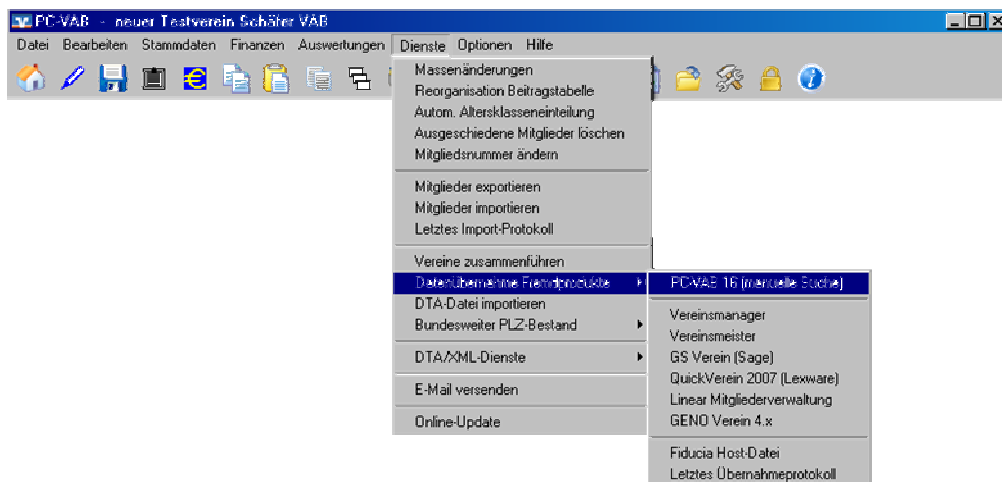 PC-VAB - neuer Testverein Schäfer VAB
Datei Bearbeiten Stammdaten Finanzen Auswertungen Dienste Optionen Hilfe
Massenänderungen
Reorganisation Beitragstabelle
Autom. Altersklasseneinteilung
Ausgeschiedene Mitglieder löschen
Mitgliedsnummer ändern
Mitglieder exportieren
Mitglieder importieren
Letztes Import-Protokoll
Vereine zusammenführen
Datenübernahme Fremdprodukte
DTA-Datei importieren
Bundesweiter PLZ-Bestand
DTA/XML-Dienste
E-Mail versenden
Online-Update
PC-VAB 16 (manuelle Suche)
Vereinsmanager
Vereinsmeister
GS Verein (Sage)
QuickVerein 2007 (Lexware)
Linear Mitgliederverwaltung
GENO Verein 4.x
Fiducia Host-Datei
Letztes Übernahmeprotokoll